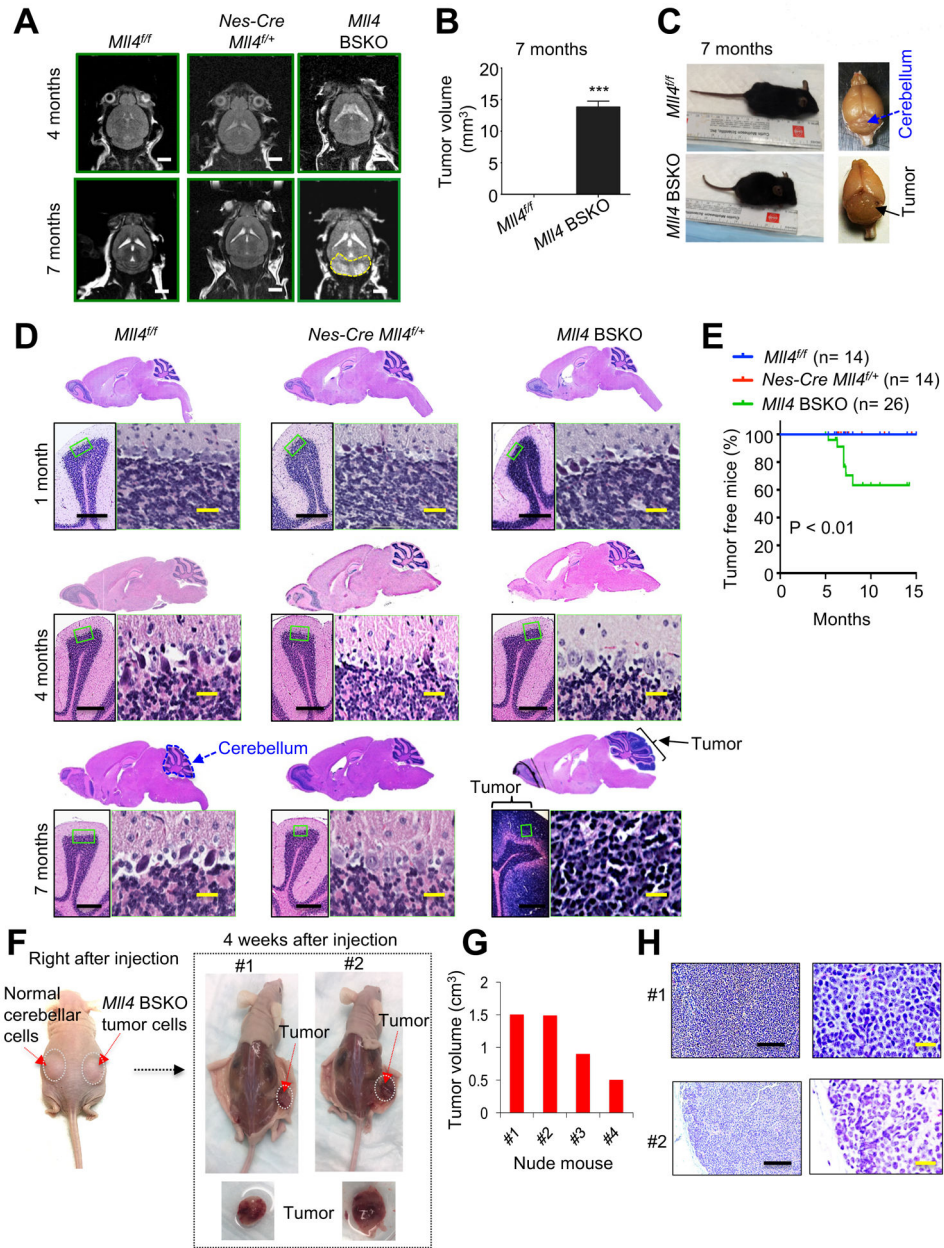 A
Mll4f/f
Nes-Cre
Mll4f/+
Mll4
BSKO
4 months
7 months
B
7 months
Tumor volume
(mm3)
20
15
10
5
0
***
Mll4f/f
Mll4 BSKO
C
7 months
Mll4f/f
Mll4 BSKO
Cerebellum
Tumor
D
Mll4f/f
Nes-Cre Mll4f/+
Mll4 BSKO
1 month
4 months
Cerebellum
Tumor
Tumor
7 months
E
Mll4f/f (n= 14)
Nes-Cre Mll4f/+ (n= 14)
Mll4 BSKO (n= 26)
Tumor free mice (%)
100
80
60
40
20
0
P < 0.01
0 5 10 15
Months
F
Right after injection
Normal
cerebellar
cells
Mll4 BSKO
tumor cells
4 weeks after injection
#1
#2
Tumor
Tumor
Tumor
G
Tumor volume (cm3)
2
1.5
1
0.5
0
#1 #2 #3 #4
Nude mouse
H
#1
#2